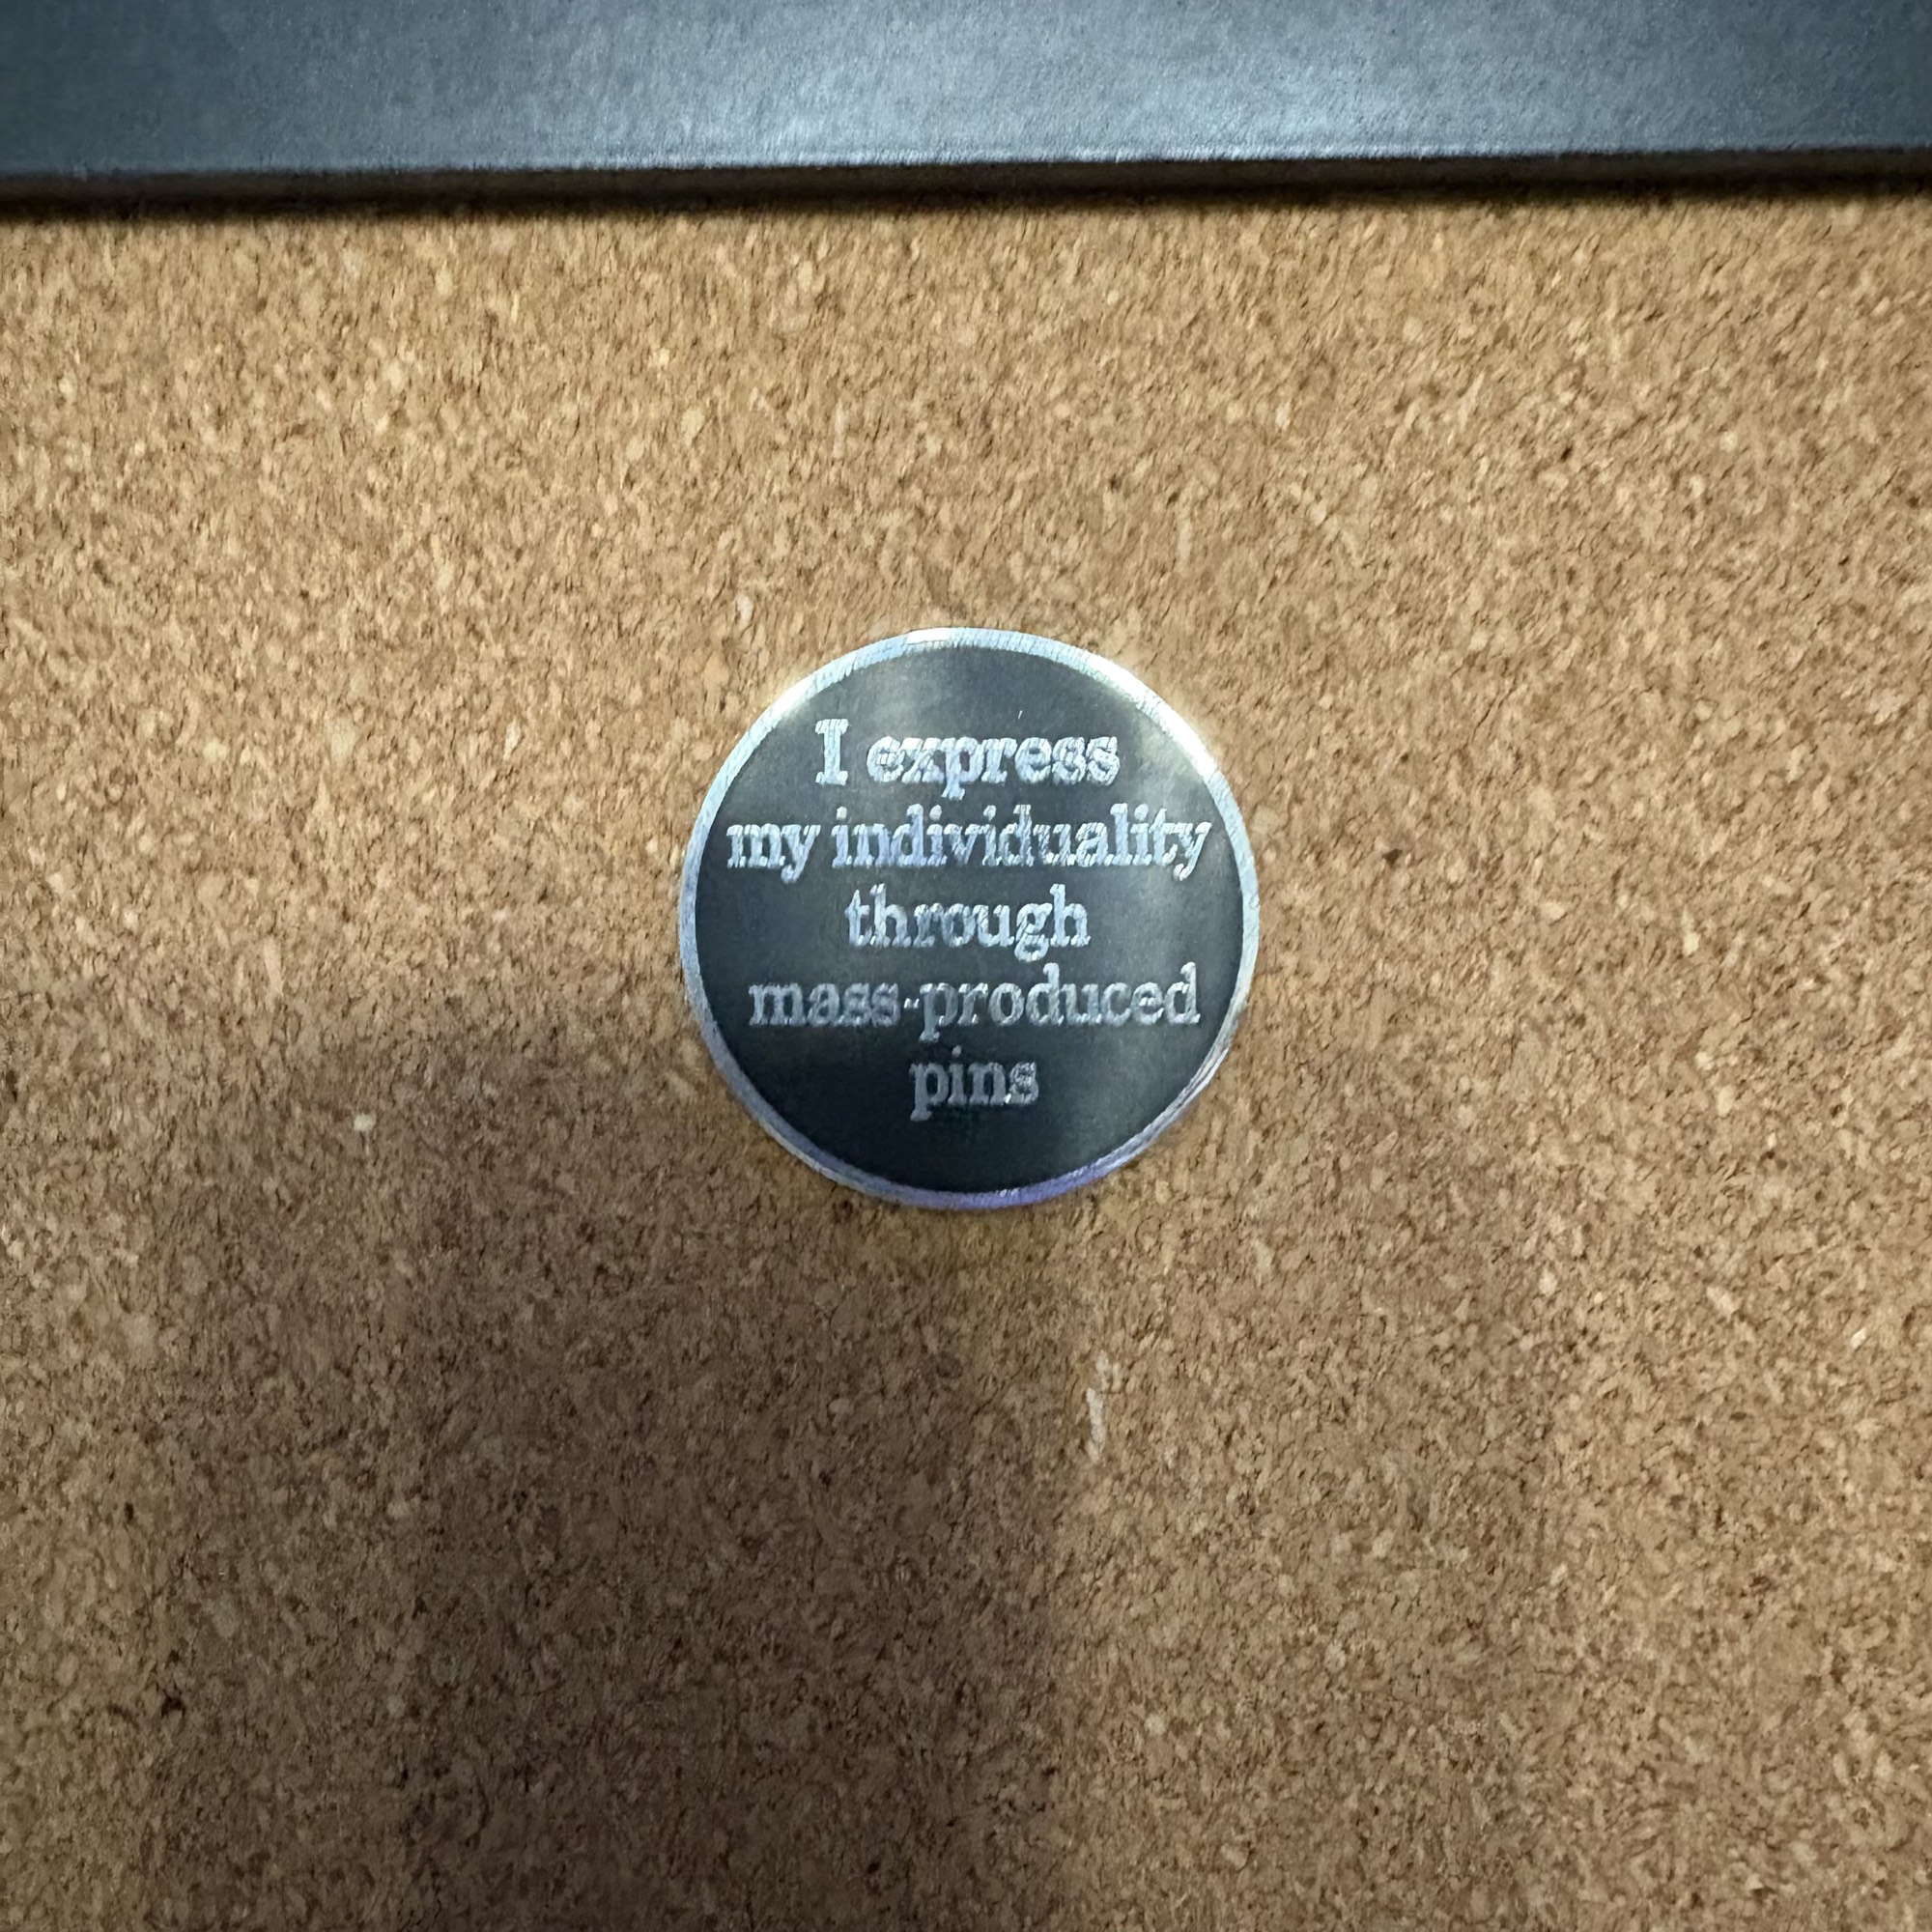 I express
my individuality
through
mass-produced
pins